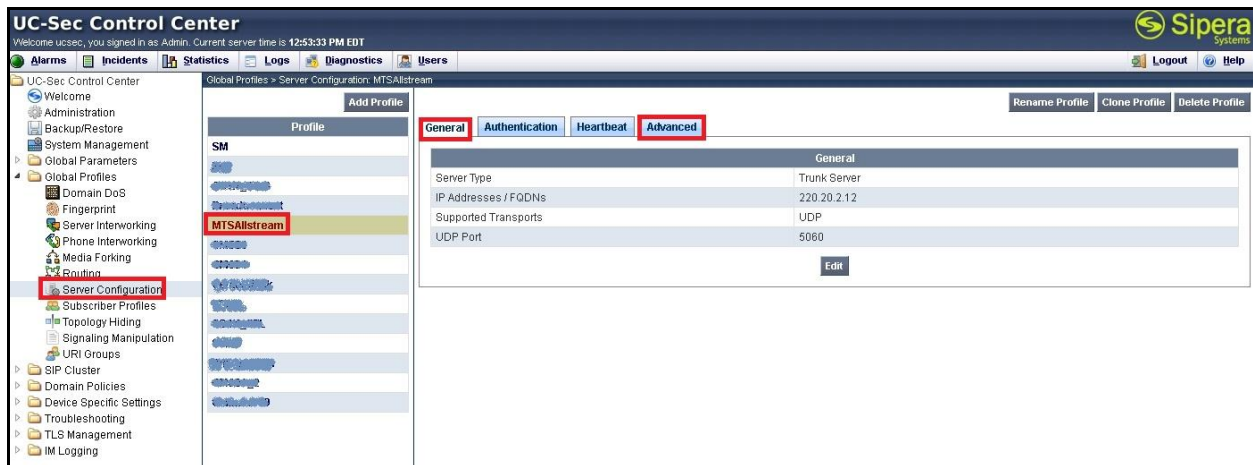 UC-Sec Control Center
Sipera
Systems
Welcome ucsec, you signed in as Admin. Current server time is 12:53:33 PM EDT
Alarms Incidents Statistics Logs Diagnostics Users Logout Help
UC-Sec Control Center
Welcome
Administration
Backup/Restore
System Management
Global Parameters
Global Profiles
Domain DoS
Fingerprint
Server Interworking
Phone Interworking
Media Forking
Routing
Server Configuration
Subscriber Profiles
Topology Hiding
Signaling Manipulation
URI Groups
SIP Cluster
Domain Policies
Device Specific Settings
Troubleshooting
TLS Management
IM Logging
Global Profiles > Server Configuration: MTSAllstream
Add Profile
Profile
SM
MTSAllstream
Rename Profile Clone Profile Delete Profile
General Authentication Heartbeat Advanced
General
Server Type Trunk Server
IP Addresses / FQDNs 220.20.2.12
Supported Transports UDP
UDP Port 5060
Edit